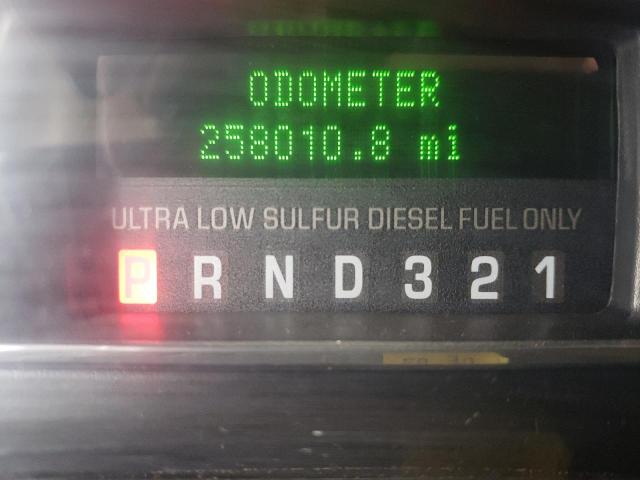 ODOMETER
258010.8 mi
ULTRA LOW SULFUR DIESEL FUEL ONLY
P R N D 3 2 1